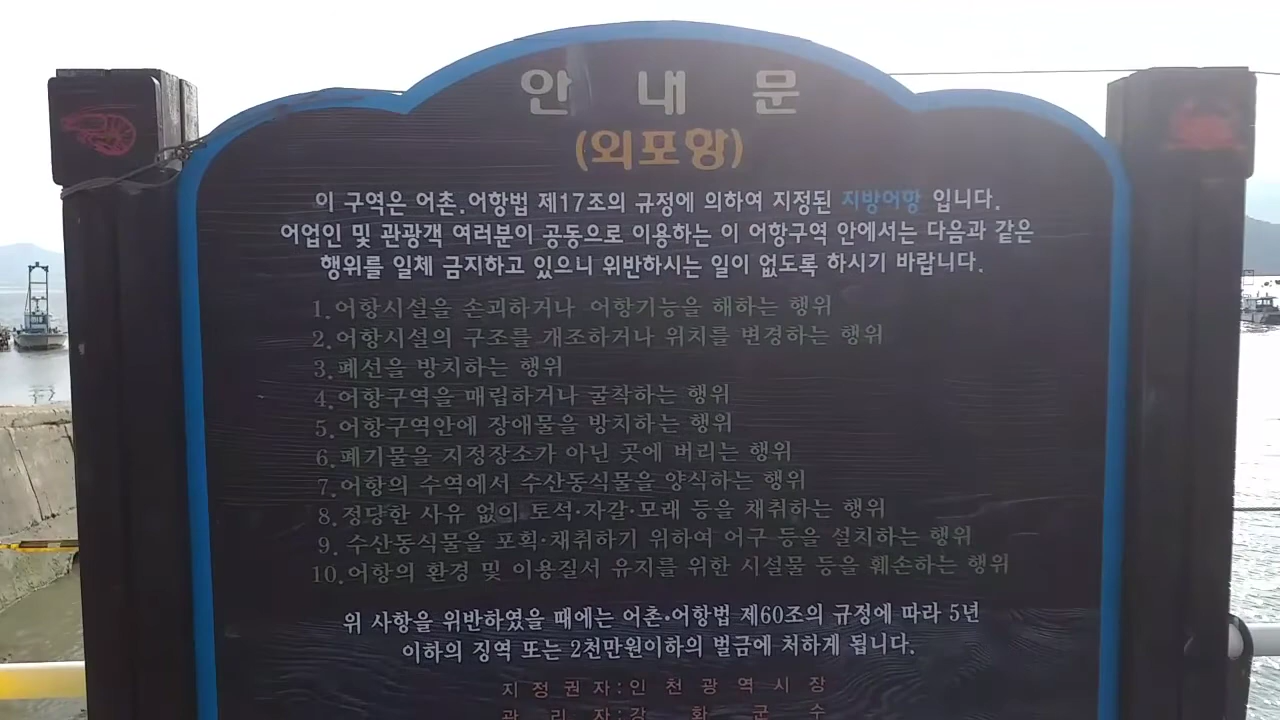 안 내 문
(외포항)
이 구역은 어촌.어항법 제17조의 규정에 의하여 지정된 지방어항 입니다.
어업인 및 관광객 여러분이 공동으로 이용하는 이 어항구역 안에서는 다음과 같은
행위를 일체 금지하고 있으니 위반하시는 일이 없도록 하시기 바랍니다.
1.어항시설을 손괴하거나 어항기능을 해하는 행위
2.어항시설의 구조를 개조하거나 위치를 변경하는 행위
3.폐선을 방치하는 행위
4.어항구역을 매립하거나 굴착하는 행위
5.어항구역안에 장애물을 방치하는 행위
6.폐기물을 지정장소가 아닌 곳에 버리는 행위
7.어항의 수역에서 수산동식물을 양식하는 행위
8.정당한 사유 없이 토석·자갈·모래 등을 채취하는 행위
9.수산동식물을 포획·채취하기 위하여 어구 등을 설치하는 행위
10.어항의 환경 및 이용질서 유지를 위한 시설물 등을 훼손하는 행위
위 사항을 위반하였을 때에는 어촌·어항법 제60조의 규정에 따라 5년
이하의 징역 또는 2천만원이하의 벌금에 처하게 됩니다.
지 정 권 자 : 인 천 광 역 시 장
관 리 자 : 강 화 군 수